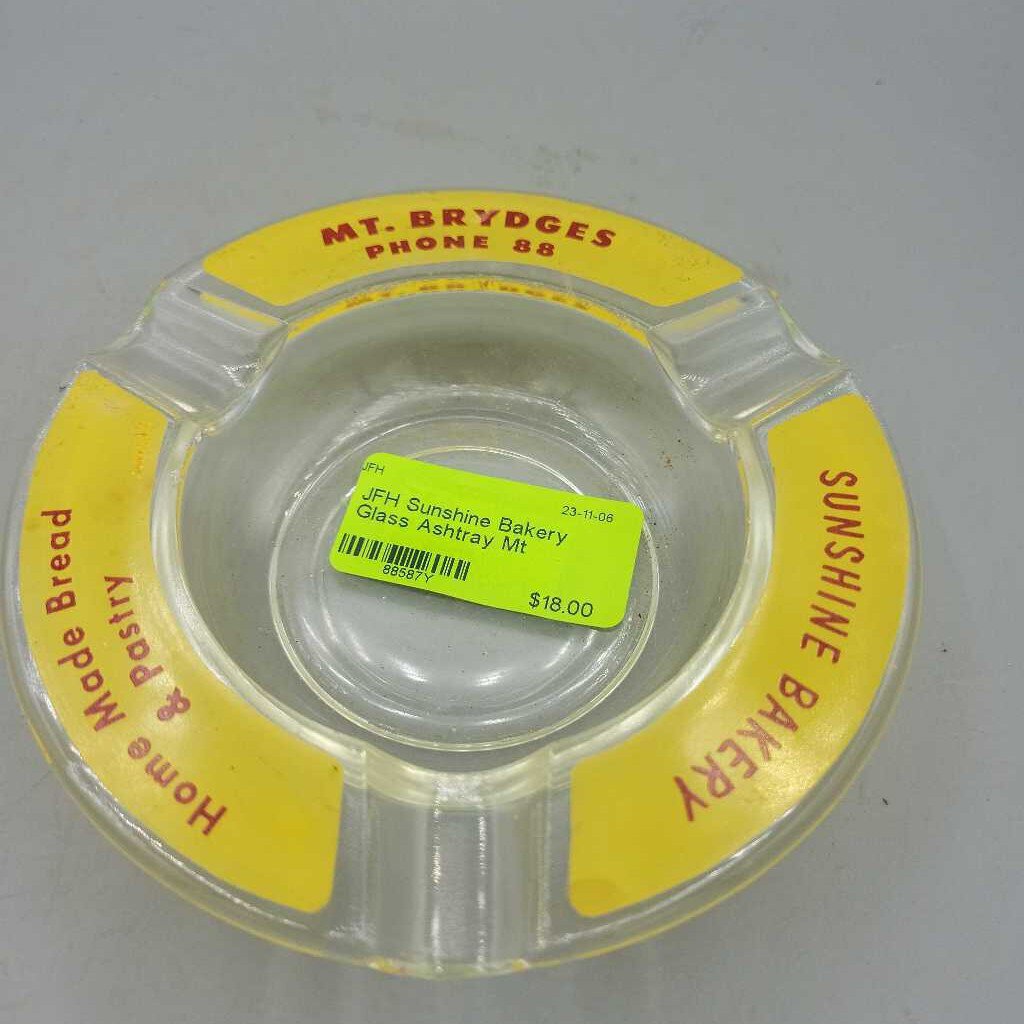 MT. BRYDGES
PHONE 88
SUNSHINE BAKERY
Home Made Bread
& Pastry
JFH
23-11-06
JFH Sunshine Bakery
Glass Ashtray Mt
88587Y
$18.00